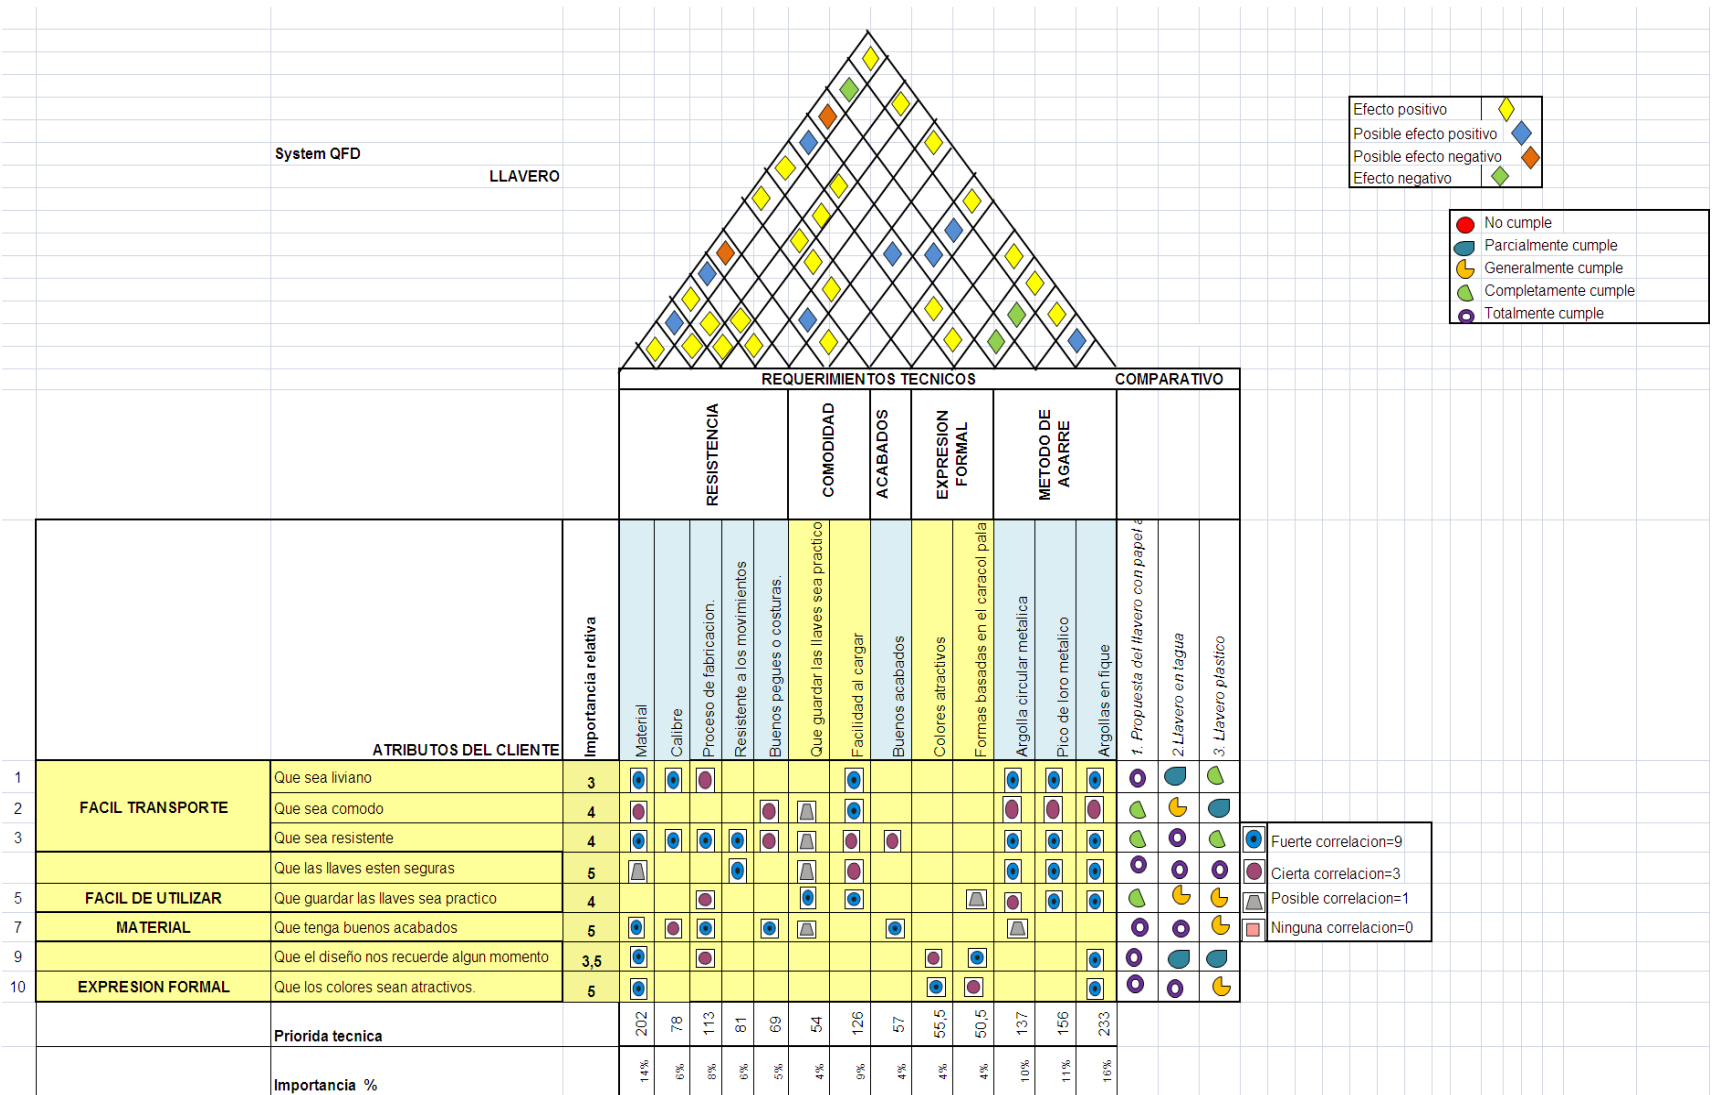 System QFD
LLAVERO
Efecto positivo
Posible efecto positivo
Posible efecto negativo
Efecto negativo
No cumple
Parcialmente cumple
Generalmente cumple
Completamente cumple
Totalmente cumple
REQUERIMIENTOS TECNICOS
COMPARATIVO
RESISTENCIA
COMODIDAD
ACABADOS
EXPRESION
FORMAL
METODO DE
AGARRE
ATRIBUTOS DEL CLIENTE
Importancia relativa
Material
Calibre
Proceso de fabricacion.
Resistente a los movimientos
Buenos pegues o costuras.
Que guardar las llaves sea practico
Facilidad al cargar
Buenos acabados
Colores atractivos
Formas basadas en el caracol pala
Argolla circular metalica
Pico de loro metalico
Argollas en fique
1. Propuesta del llavero con papel
2.Llavero en tagua
3. Llavero plastico
1 FACIL TRANSPORTE Que sea liviano 3
2 Que sea comodo 4
3 Que sea resistente 4
Que las llaves esten seguras 5
5 FACIL DE UTILIZAR Que guardar las llaves sea practico 4
7 MATERIAL Que tenga buenos acabados 5
9 Que el diseño nos recuerde algun momento 3,5
10 EXPRESION FORMAL Que los colores sean atractivos. 5
Fuerte correlacion=9
Cierta correlacion=3
Posible correlacion=1
Ninguna correlacion=0
Priorida tecnica 202 78 113 81 69 54 126 57 55,5 50,5 137 156 233
Importancia % 14% 6% 8% 6% 5% 4% 9% 4% 4% 4% 10% 11% 16%